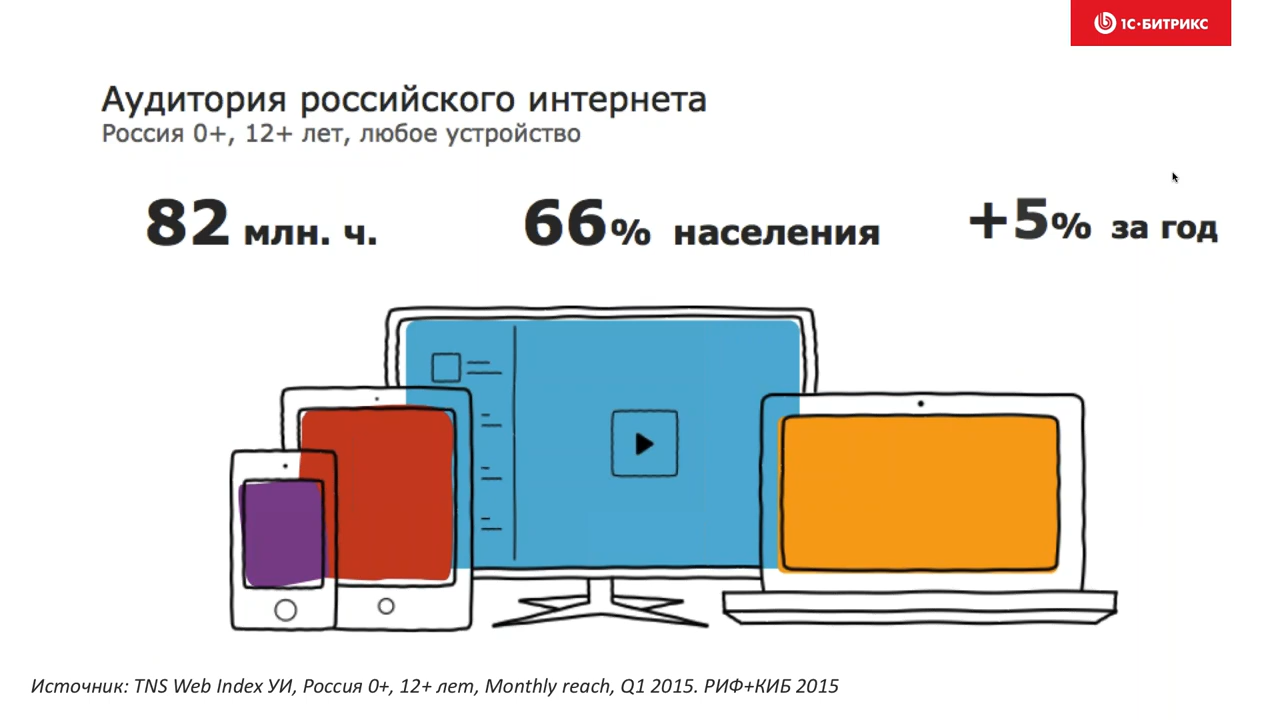 1С-БИТРИКС
Аудитория российского интернета
Россия 0+, 12+ лет, любое устройство
82 млн. ч.
66% населения
+5% за год
Источник: TNS Web Index УИ, Россия 0+, 12+ лет, Monthly reach, Q1 2015. РИФ+КИБ 2015